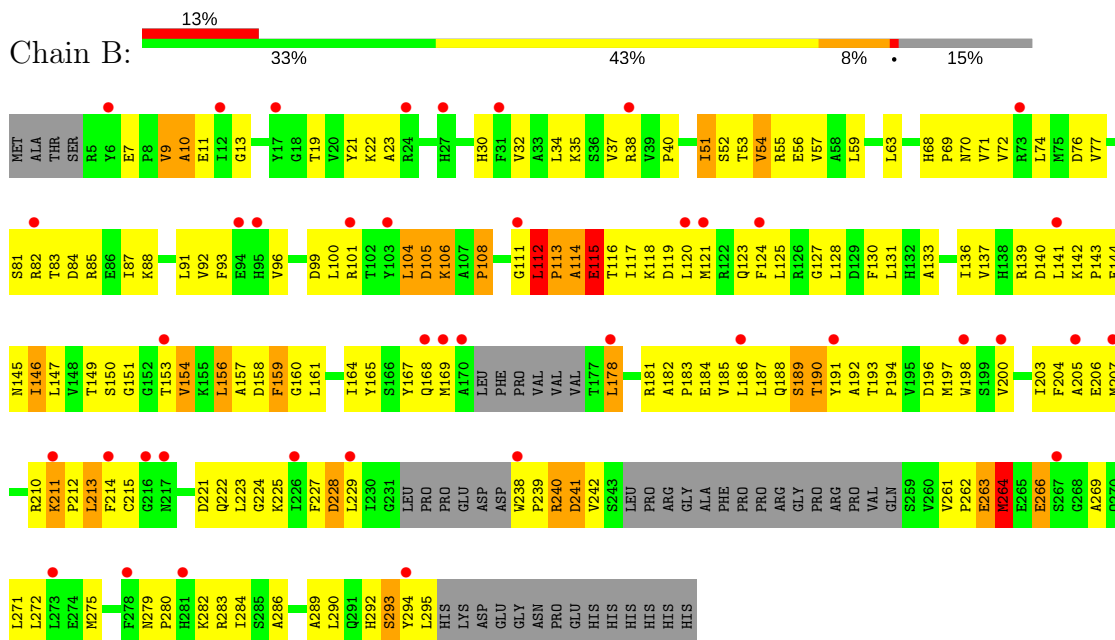 13%
Chain B:
33% 43% 8% • 15%
MET ALA THR SER R5 Y6 E7 P8 V9 A10 E11 I12 G13 Y17 G18 T19 V20 Y21 K22 A23 R24 H27 H30 F31 V32 A33 L34 K35 S36 V37 R38 V39 P40 I51 S52 T53 V54 R55 E56 V57 A58 L59 L63 H68 P69 N70 V71 V72 R73 L74 M75 D76 V77
S81 R82 T83 D84 R85 E86 I87 K88 L91 V92 F93 E94 H95 V96 D99 L100 R101 T102 Y103 L104 D105 K106 A107 P108 G111 L112 P113 A114 E115 T116 I117 K118 D119 L120 M121 R122 Q123 F124 L125 R126 G127 L128 D129 F130 L131 H132 A133 I136 V137 H138 R139 D140 L141 K142 P143 E144
N145 I146 L147 V148 T149 S150 G151 G152 T153 V154 K155 L156 A157 D158 F159 G160 L161 I164 Y165 S166 Y167 Q168 M169 A170 LEU PHE PRO VAL VAL VAL T177 L178 R181 A182 P183 E184 V185 L186 L187 Q188 S189 T190 Y191 A192 T193 P194 V195 D196 M197 W198 S199 V200 I203 F204 A205 E206 M207
R210 K211 P212 L213 F214 C215 G216 N217 D221 Q222 L223 G224 K225 I226 F227 D228 L229 I230 G231 LEU PRO PRO GLU ASP ASP W238 P239 R240 D241 V242 S243 LEU PRO ARG GLY ALA PHE PRO PRO ARG GLY PRO ARG PRO VAL GLN S259 V260 V261 P262 E263 M264 E265 E266 S267 G268 A269 P270
L271 L272 L273 E274 M275 F278 N279 P280 H281 K282 R283 I284 S285 A286 A289 L290 Q291 H292 S293 Y294 L295 HIS LYS ASP GLU GLY ASN PRO GLU HIS HIS HIS HIS HIS HIS